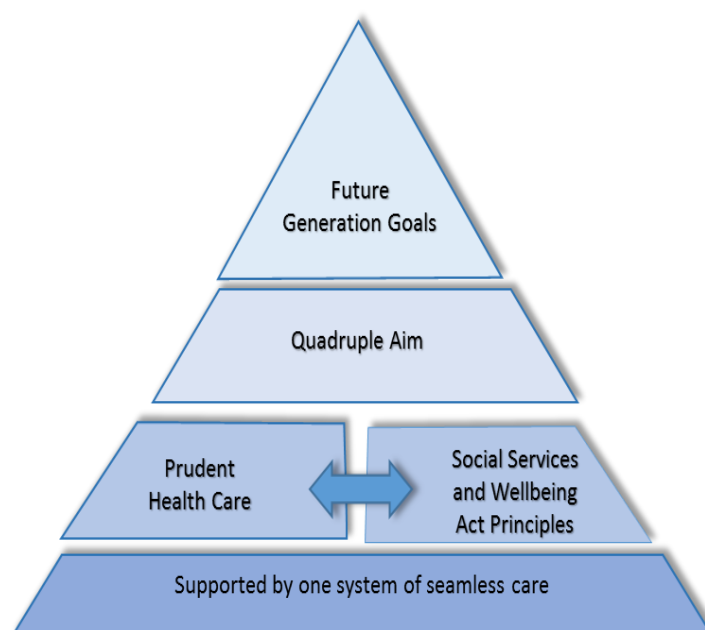 Future
Generation Goals
Quadruple Aim
Prudent
Health Care
Social Services
and Wellbeing
Act Principles
Supported by one system of seamless care